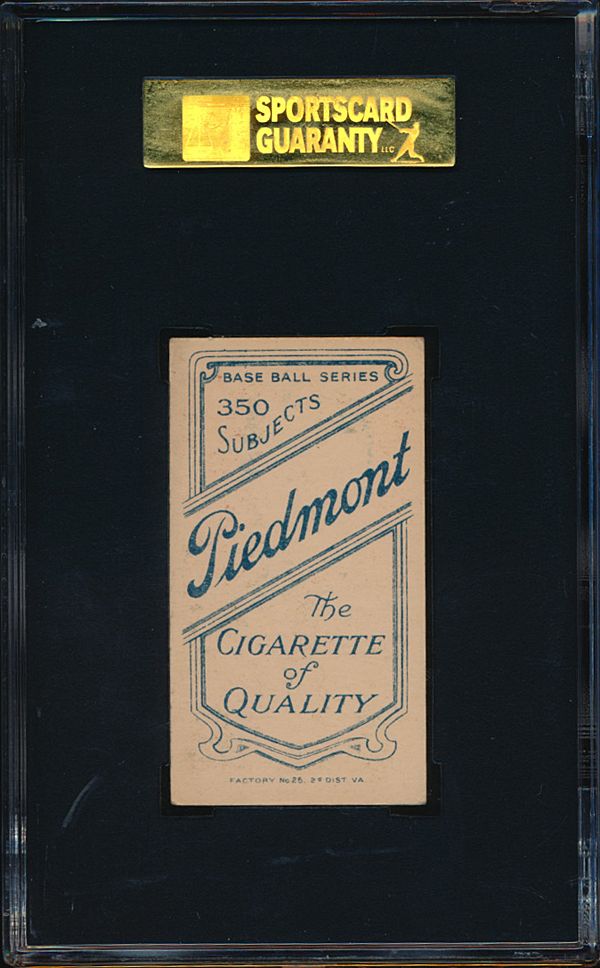 SPORTSCARD
GUARANTY LLC
BASE BALL SERIES
350
SUBJECTS
Piedmont
The
CIGARETTE
of
QUALITY
FACTORY No 25, 2D DIST. VA.